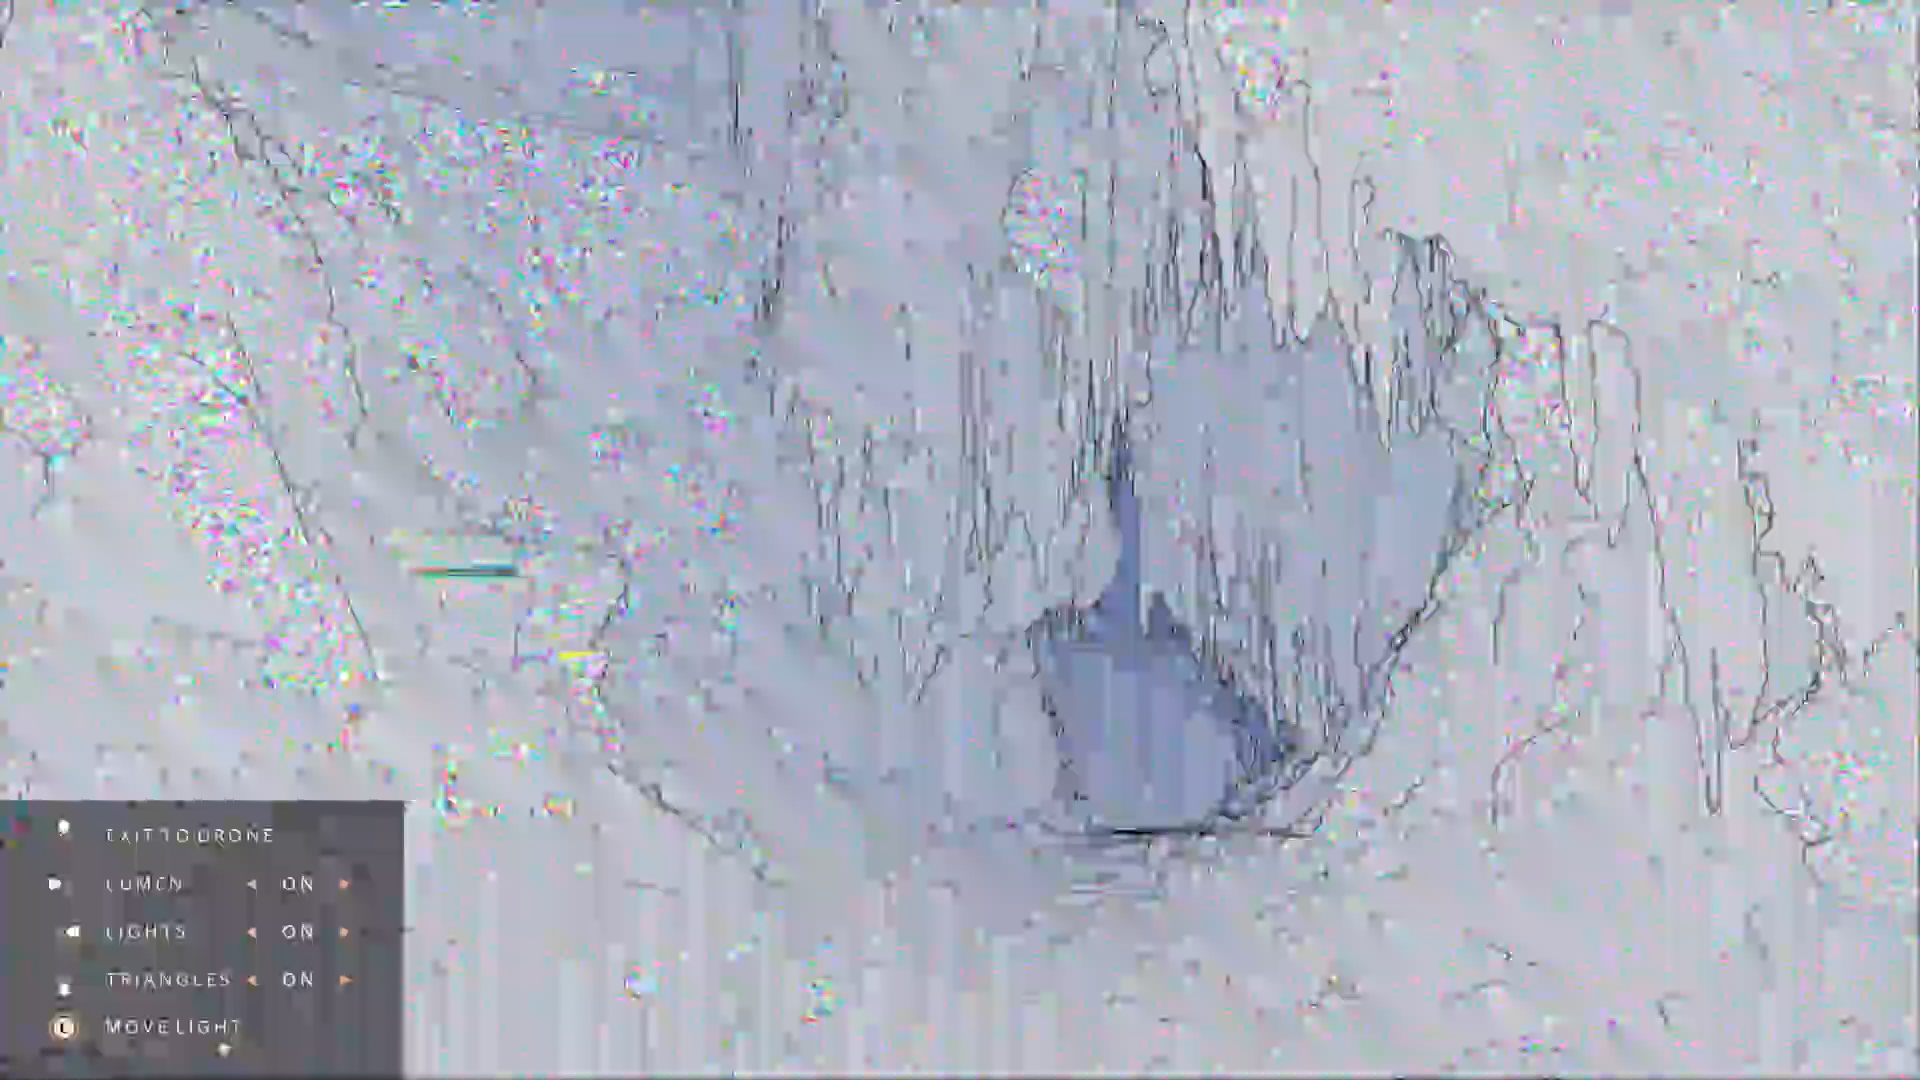 EXIT TO DRONE
LUMEN ON
LIGHTS ON
TRIANGLES ON
L MOVE LIGHT